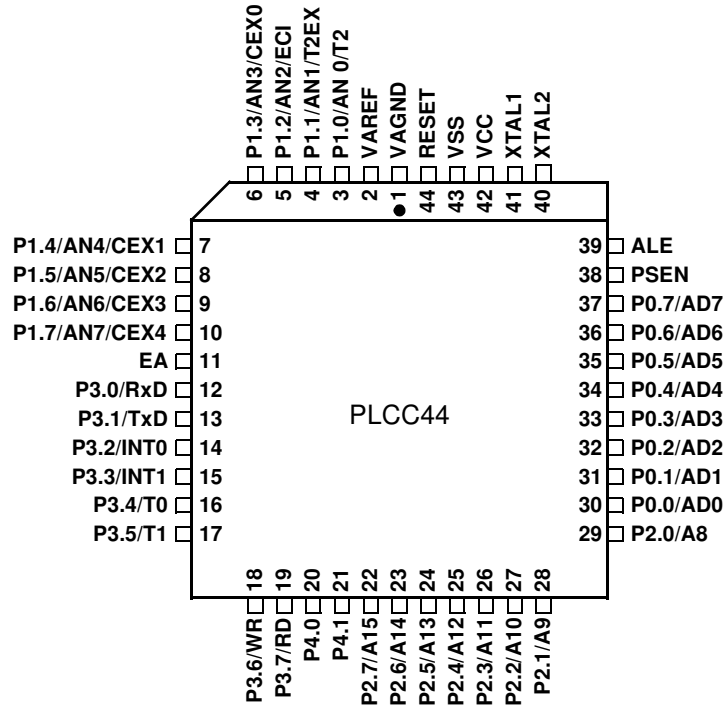 P1.3/AN3/CEX0
P1.2/AN2/ECI
P1.1/AN1/T2EX
P1.0/AN 0/T2
VAREF
VAGND
RESET
VSS
VCC
XTAL1
XTAL2
6
5
4
3
2
1
44
43
42
41
40
P1.4/AN4/CEX1 7
P1.5/AN5/CEX2 8
P1.6/AN6/CEX3 9
P1.7/AN7/CEX4 10
EA 11
P3.0/RxD 12
P3.1/TxD 13
P3.2/INT0 14
P3.3/INT1 15
P3.4/T0 16
P3.5/T1 17
PLCC44
39 ALE
38 PSEN
37 P0.7/AD7
36 P0.6/AD6
35 P0.5/AD5
34 P0.4/AD4
33 P0.3/AD3
32 P0.2/AD2
31 P0.1/AD1
30 P0.0/AD0
29 P2.0/A8
18
19
20
21
22
23
24
25
26
27
28
P3.6/WR
P3.7/RD
P4.0
P4.1
P2.7/A15
P2.6/A14
P2.5/A13
P2.4/A12
P2.3/A11
P2.2/A10
P2.1/A9